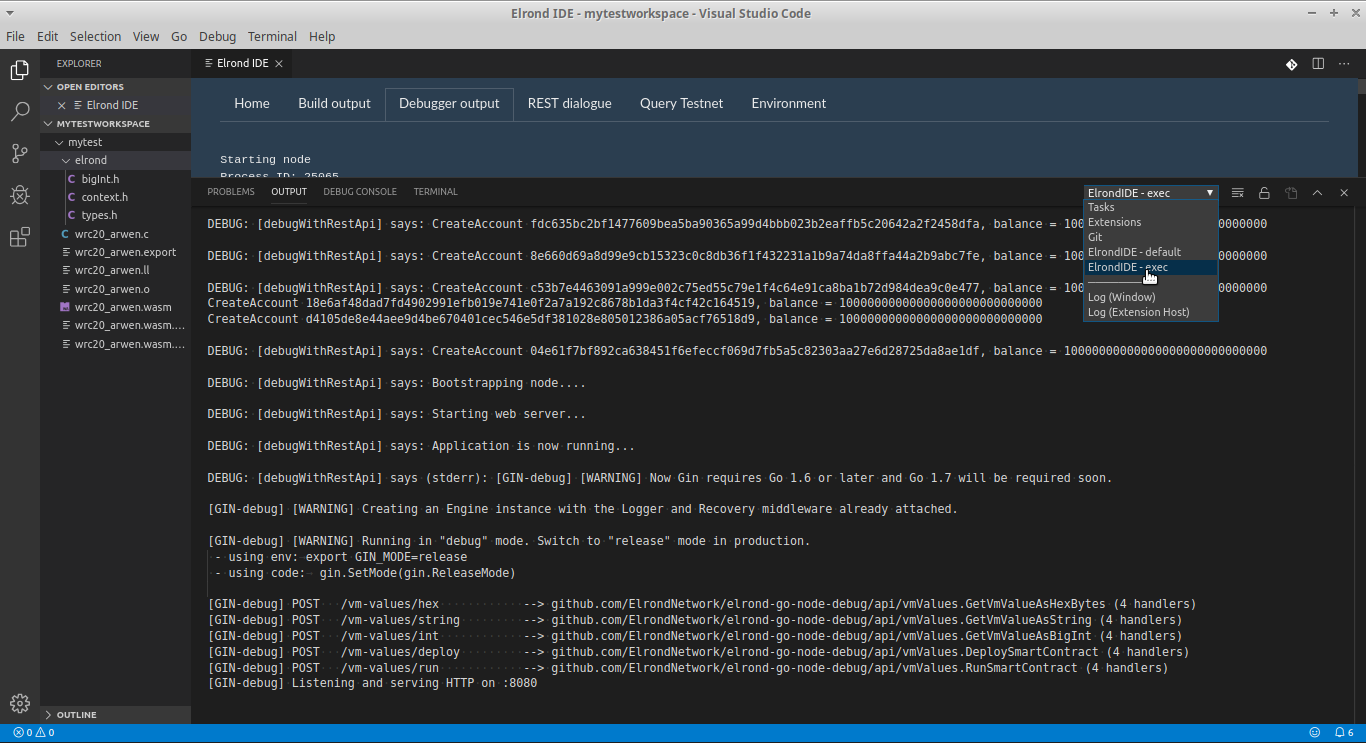 Elrond IDE - mytestworkspace - Visual Studio Code
File Edit Selection View Go Debug Terminal Help
EXPLORER
OPEN EDITORS
Elrond IDE
MYTESTWORKSPACE
mytest
elrond
bigInt.h
context.h
types.h
wrc20_arwen.c
wrc20_arwen.export
wrc20_arwen.ll
wrc20_arwen.o
wrc20_arwen.wasm
wrc20_arwen.wasm....
wrc20_arwen.wasm....
OUTLINE
Elrond IDE
Home Build output Debugger output REST dialogue Query Testnet Environment
Starting node
Process ID: 25065
PROBLEMS OUTPUT DEBUG CONSOLE TERMINAL
ElrondIDE - exec
Tasks
Extensions
Git
ElrondIDE - default
ElrondIDE - exec
Log (Window)
Log (Extension Host)
DEBUG: [debugWithRestApi] says: CreateAccount fdc635bc2bf1477609bea5ba90365a99d4bbb023b2eaffb5c20642a2f2458dfa, balance = 100 0000000
DEBUG: [debugWithRestApi] says: CreateAccount 8e660d69a8d99e9cb15323c0c8db36f1f432231a1b9a74da8ffa44a2b9abc7fe, balance = 100 0000000
DEBUG: [debugWithRestApi] says: CreateAccount c53b7e4463091a999e002c75ed55c79e1f4c64e91ca8ba1b72d984dea9c0e477, balance = 100 0000000
CreateAccount 18e6af48dad7fd4902991efb019e741e0f2a7a192c8678b1da3f4cf42c164519, balance = 10000000000000000000000000000
CreateAccount d4105de8e44aee9d4be670401cec546e5df381028e805012386a05acf76518d9, balance = 10000000000000000000000000000
DEBUG: [debugWithRestApi] says: CreateAccount 04e61f7bf892ca638451f6efeccf069d7fb5a5c82303aa27e6d28725da8ae1df, balance = 10000000000000000000000000000
DEBUG: [debugWithRestApi] says: Bootstrapping node....
DEBUG: [debugWithRestApi] says: Starting web server...
DEBUG: [debugWithRestApi] says: Application is now running...
DEBUG: [debugWithRestApi] says (stderr): [GIN-debug] [WARNING] Now Gin requires Go 1.6 or later and Go 1.7 will be required soon.
[GIN-debug] [WARNING] Creating an Engine instance with the Logger and Recovery middleware already attached.
[GIN-debug] [WARNING] Running in "debug" mode. Switch to "release" mode in production.
- using env: export GIN_MODE=release
- using code: gin.SetMode(gin.ReleaseMode)
[GIN-debug] POST /vm-values/hex --> github.com/ElrondNetwork/elrond-go-node-debug/api/vmValues.GetVmValueAsHexBytes (4 handlers)
[GIN-debug] POST /vm-values/string --> github.com/ElrondNetwork/elrond-go-node-debug/api/vmValues.GetVmValueAsString (4 handlers)
[GIN-debug] POST /vm-values/int --> github.com/ElrondNetwork/elrond-go-node-debug/api/vmValues.GetVmValueAsBigInt (4 handlers)
[GIN-debug] POST /vm-values/deploy --> github.com/ElrondNetwork/elrond-go-node-debug/api/vmValues.DeploySmartContract (4 handlers)
[GIN-debug] POST /vm-values/run --> github.com/ElrondNetwork/elrond-go-node-debug/api/vmValues.RunSmartContract (4 handlers)
[GIN-debug] Listening and serving HTTP on :8080
0 0
6